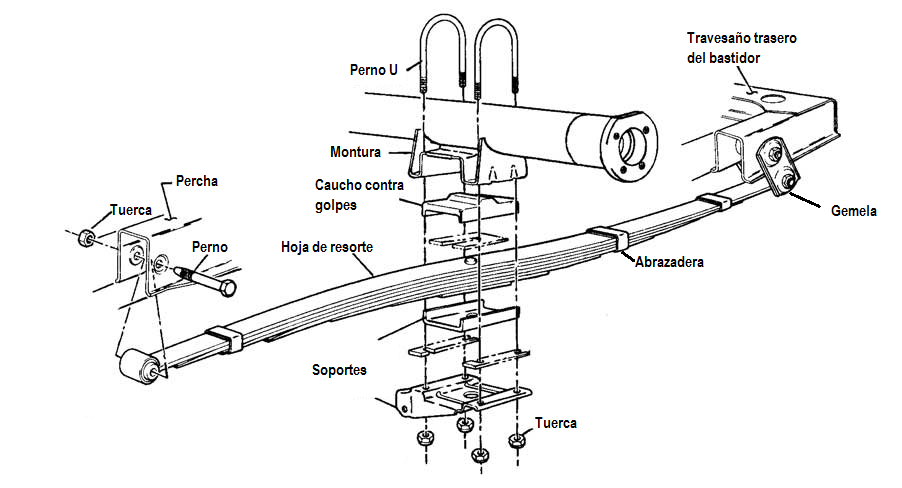 Travesaño trasero
del bastidor
Perno U
Montura
Percha
Caucho contra
golpes
Tuerca
Gemela
Perno
Hoja de resorte
Abrazadera
Soportes
Tuerca